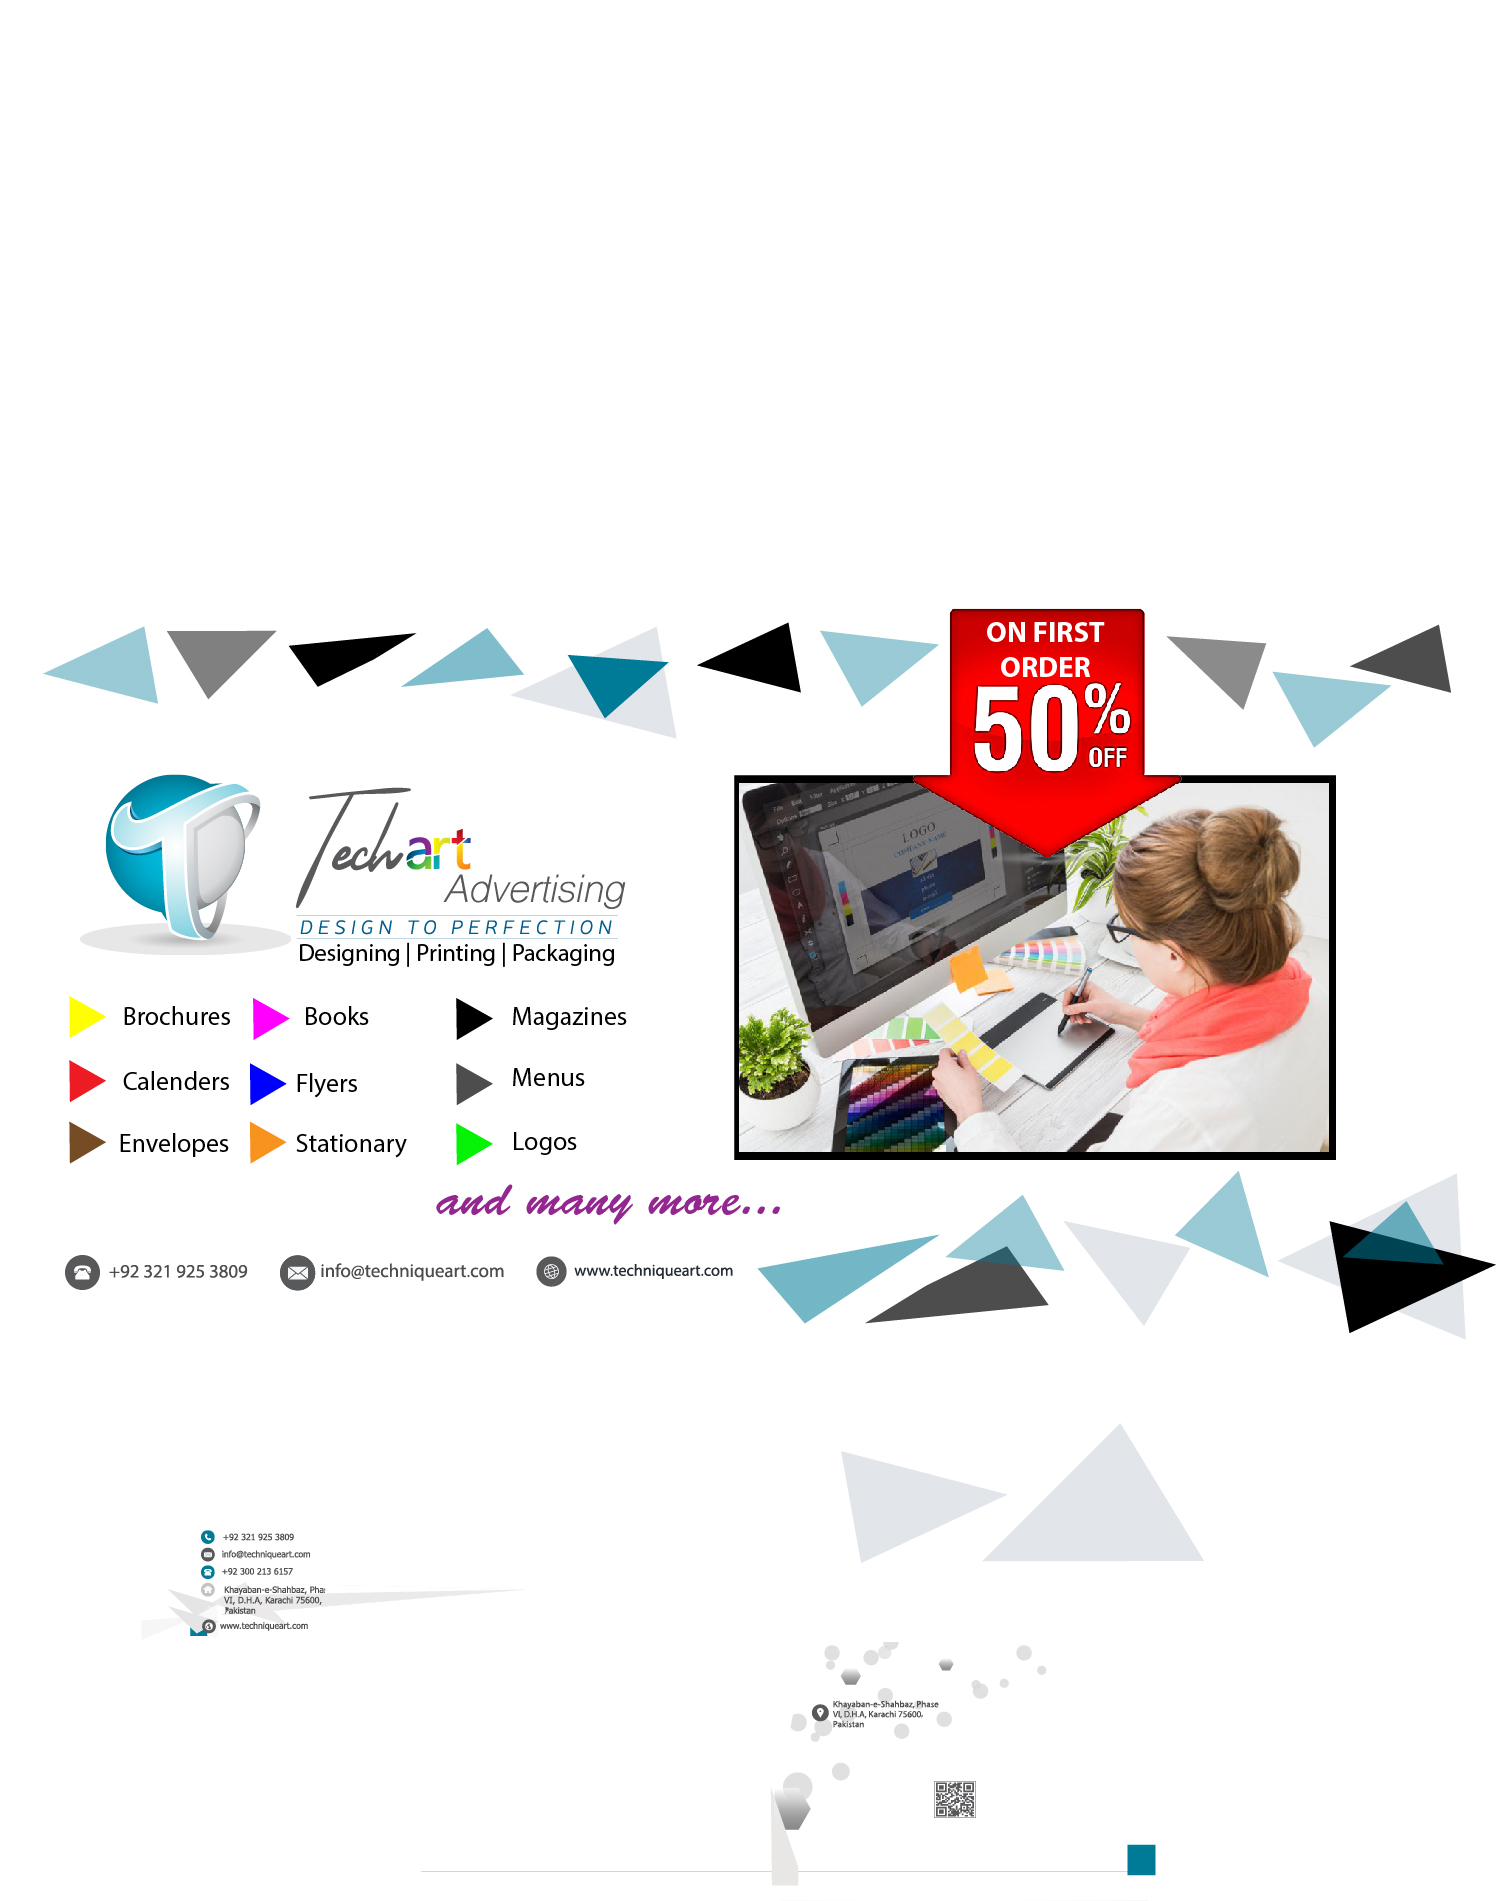 ON FIRST
ORDER
50%
OFF
Techart
Advertising
DESIGN TO PERFECTION
Designing | Printing | Packaging
LOGO
COMPANY NAME
Brochures
Books
Magazines
Calenders
Flyers
Menus
Envelopes
Stationary
Logos
and many more...
+92 321 925 3809
info@techniqueart.com
www.techniqueart.com
+92 321 925 3809
info@techniqueart.com
+92 300 213 6157
Khayaban-e-Shahbaz, Pha
VI, D.H.A, Karachi 75600,
Pakistan
www.techniqueart.com
Khayaban-e-Shahbaz, Phase
VI, D.H.A, Karachi 75600,
Pakistan